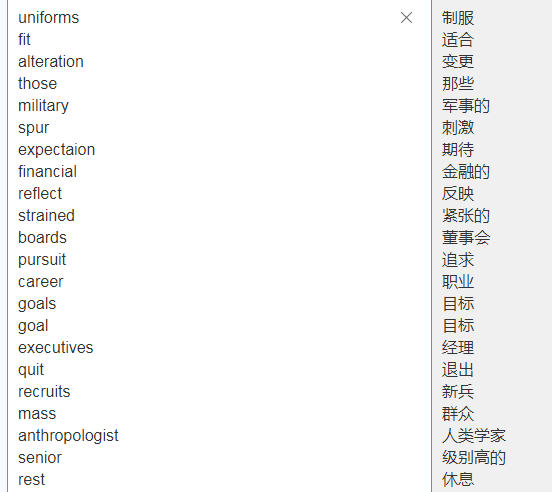 uniforms
fit
alteration
those
military
spur
expectaion
financial
reflect
strained
boards
pursuit
career
goals
goal
executives
quit
recruits
mass
anthropologist
senior
rest
制服
适合
变更
那些
军事的
刺激
期待
金融的
反映
紧张的
董事会
追求
职业
目标
目标
经理
退出
新兵
群众
人类学家
级别高的
休息